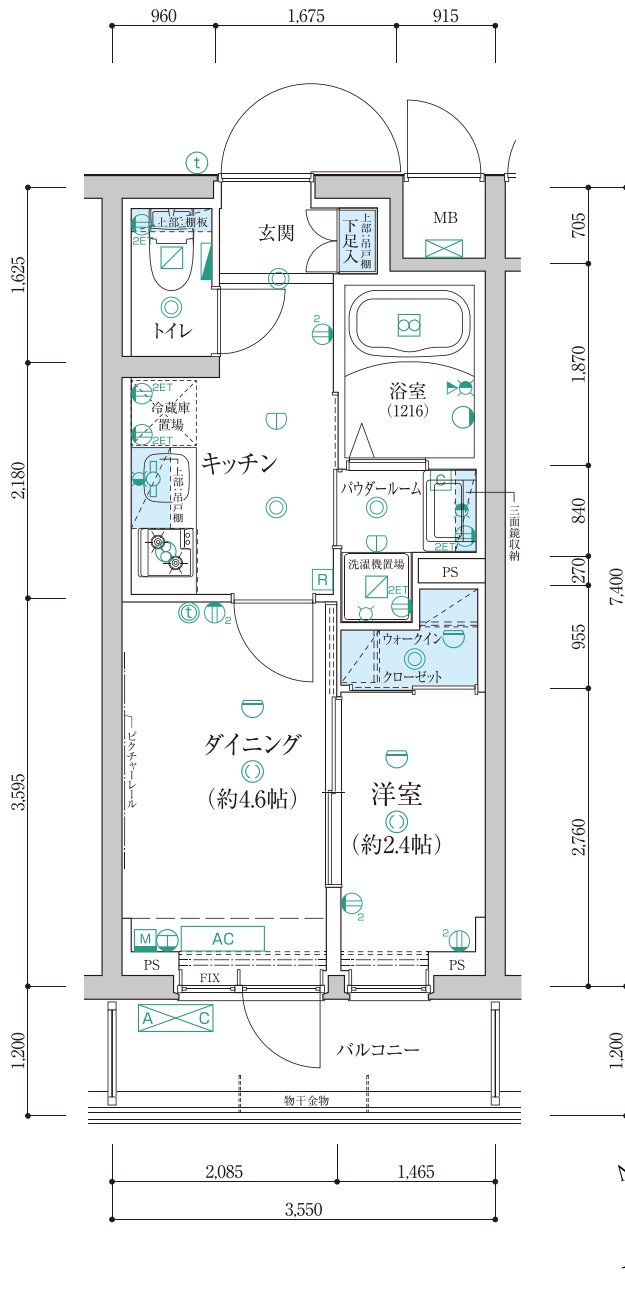 960
1,675
915
t
上部:棚板
2ET
トイレ
玄関
上部:吊戸棚
下足入
MB
705
1,625
2
浴室
(1216)
1,870
2ET
冷蔵庫
置場
2ET
キッチン
上部:吊戸棚
2,180
パウダールーム
C
2ET
三面鏡収納
840
洗濯機置場
2ET
PS
270
7,400
R
t
2
ウォークイン
クローゼット
955
ピクチャーレール
ダイニング
(約4.6帖)
洋室
(約2.4帖)
3,595
2,760
2
2
M
AC
PS
FIX
PS
A C
バルコニー
1,200
1,200
物干金物
2,085
1,465
3,550